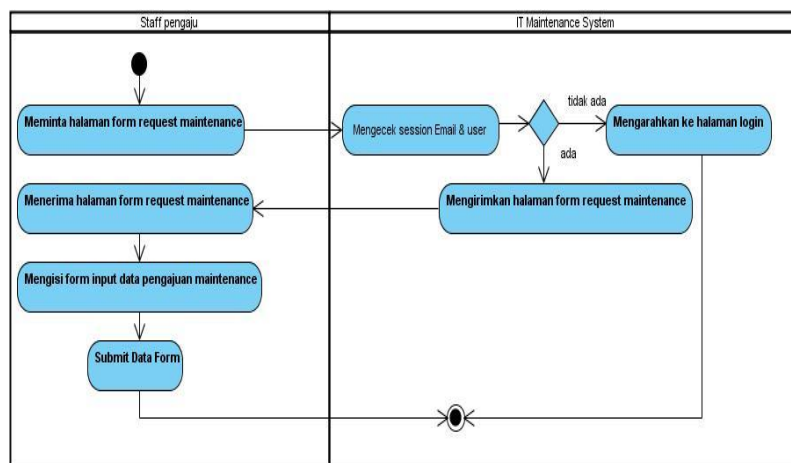 Staff pengaju
IT Maintenance System
Meminta halaman form request maintenance
Mengecek session Email & user
tidak ada
Mengarahkan ke halaman login
ada
Menerima halaman form request maintenance
Mengirimkan halaman form request maintenance
Mengisi form input data pengajuan maintenance
Submit Data Form